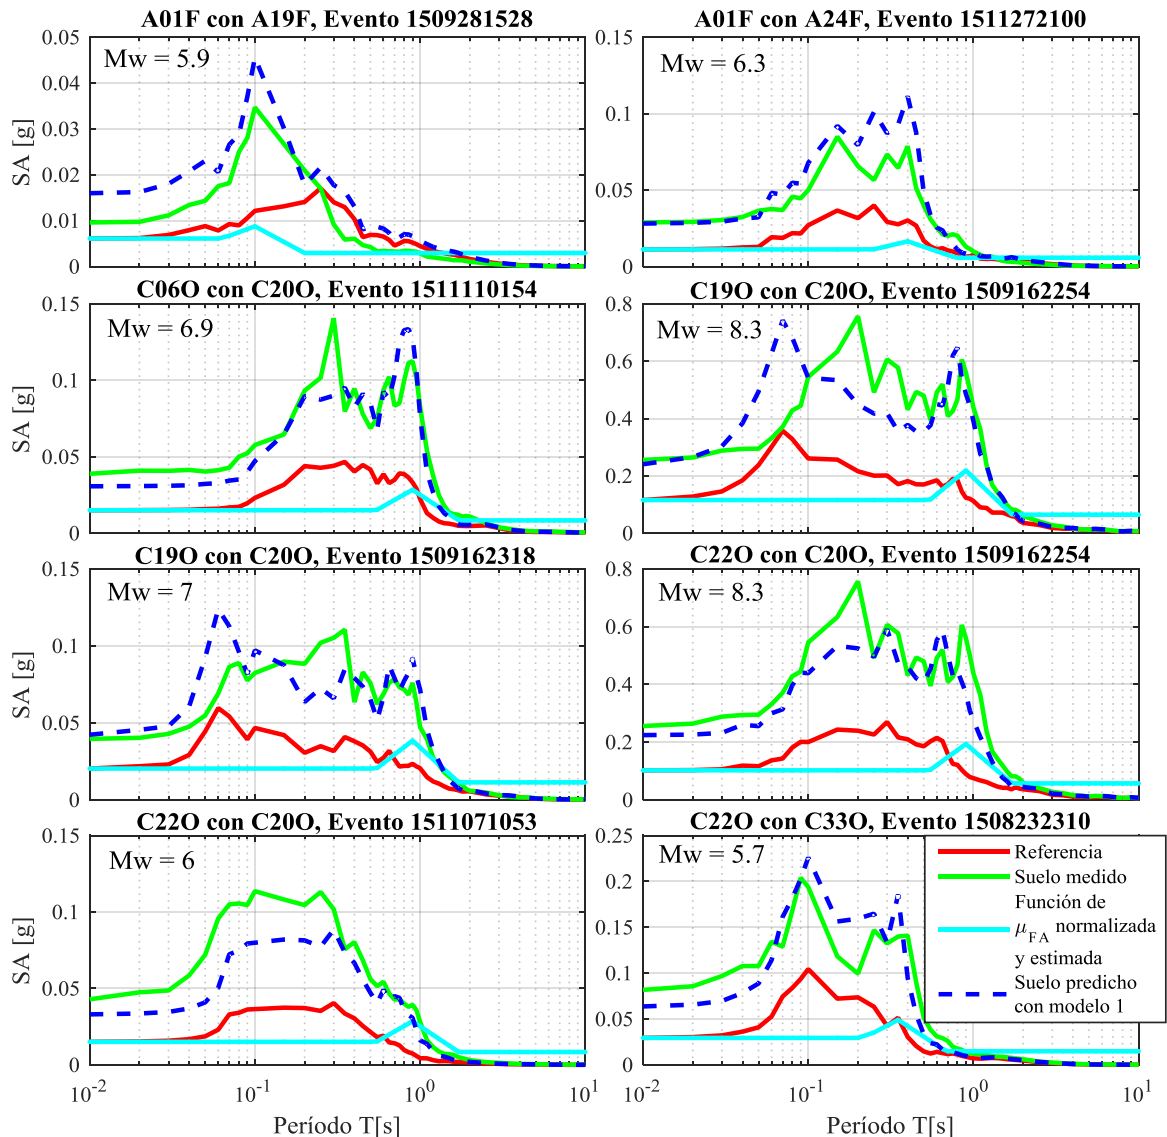 A01F con A19F, Evento 1509281528
A01F con A24F, Evento 1511272100
0.05
0.04
0.03
0.02
0.01
0
SA [g]
Mw = 5.9
0.15
0.1
0.05
0
SA [g]
Mw = 6.3
C06O con C20O, Evento 1511110154
C19O con C20O, Evento 1509162254
0.15
0.1
0.05
0
SA [g]
Mw = 6.9
0.8
0.6
0.4
0.2
0
SA [g]
Mw = 8.3
C19O con C20O, Evento 1509162318
C22O con C20O, Evento 1509162254
0.15
0.1
0.05
0
SA [g]
Mw = 7
0.8
0.6
0.4
0.2
0
SA [g]
Mw = 8.3
C22O con C20O, Evento 1511071053
C22O con C33O, Evento 1508232310
0.15
0.1
0.05
0
SA [g]
Mw = 6
10-2
10-1
100
101
Período T[s]
0.25
0.2
0.15
0.1
0.05
0
SA [g]
Mw = 5.7
Referencia
Suelo medido
Función de
μFA normalizada
y estimada
Suelo predicho
con modelo 1
10-2
10-1
100
101
Período T[s]